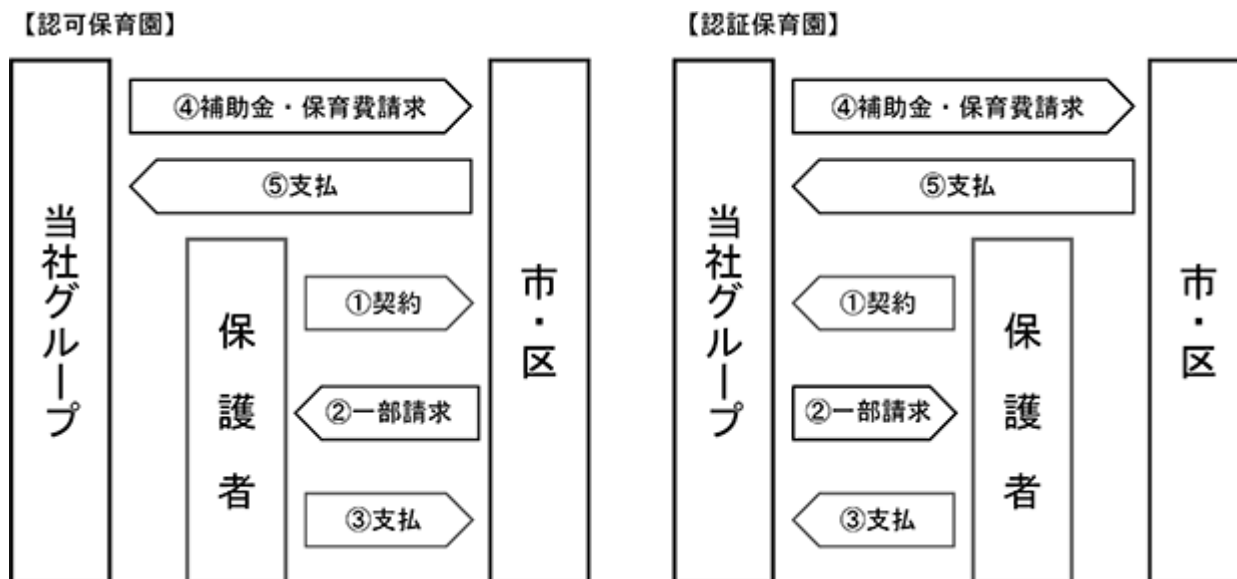 【認可保育園】
④補助金・保育費請求
⑤支払
当社グループ
保護者
①契約
②一部請求
③支払
市・区
【認証保育園】
④補助金・保育費請求
⑤支払
当社グループ
①契約
②一部請求
③支払
保護者
市・区